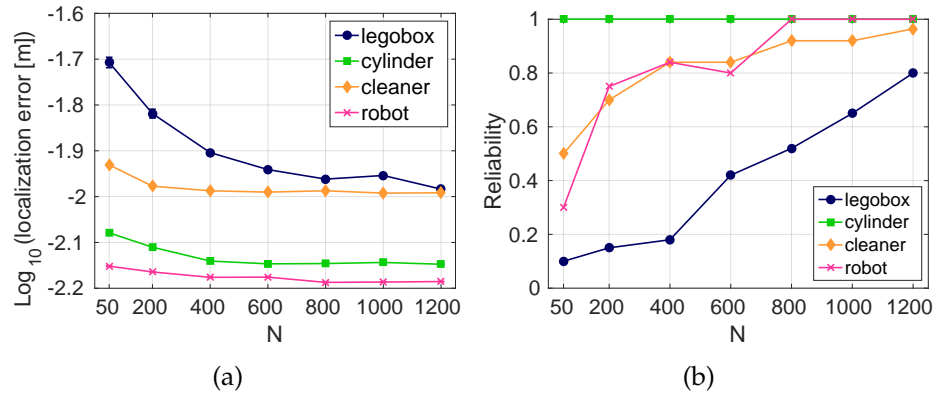 -1.6
-1.7
-1.8
-1.9
-2
-2.1
-2.2
Log10(localization error [m])
legobox
cylinder
cleaner
robot
50 200 400 600 800 1000 1200
N
(a)
1
0.8
0.6
0.4
0.2
0
Reliability
legobox
cylinder
cleaner
robot
50 200 400 600 800 1000 1200
N
(b)